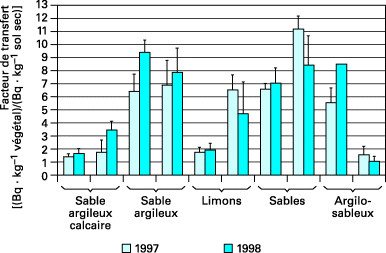 Facteur de transfert
[(Bq · kg⁻¹ végétal)/(Bq · kg⁻¹ sol sec)]
13
12
11
10
9
8
7
6
5
4
3
2
1
0
Sable
argileux
calcaire
Sable
argileux
Limons
Sables
Argilo-
sableux
1997
1998